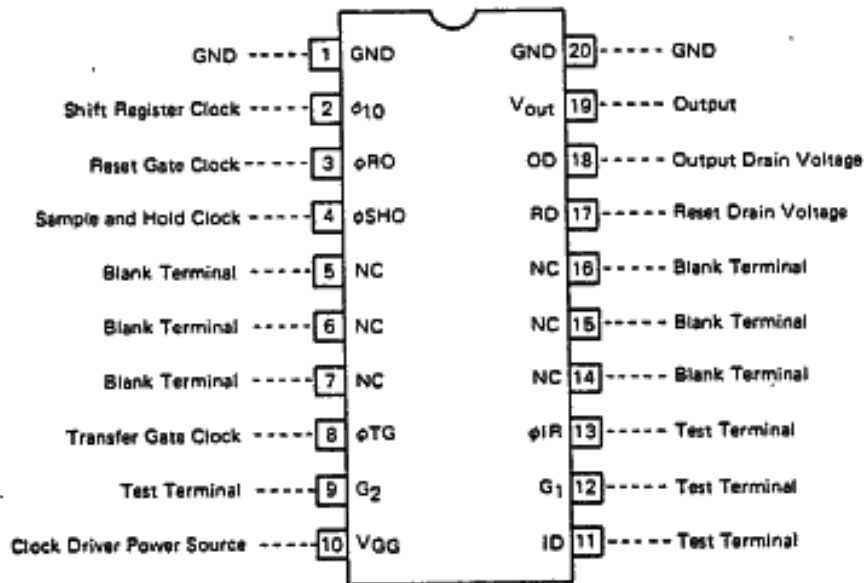 GND ----- 1 GND GND 20 ----- GND
Shift Register Clock ----- 2 ϕ10 Vout 19 ----- Output
Reset Gate Clock ----- 3 ϕRO OD 18 ----- Output Drain Voltage
Sample and Hold Clock ----- 4 ϕSHO RD 17 ----- Reset Drain Voltage
Blank Terminal ----- 5 NC NC 16 ----- Blank Terminal
Blank Terminal ----- 6 NC NC 15 ----- Blank Terminal
Blank Terminal ----- 7 NC NC 14 ----- Blank Terminal
Transfer Gate Clock ----- 8 ϕTG ϕIR 13 ----- Test Terminal
Test Terminal ----- 9 G2 G1 12 ----- Test Terminal
Clock Driver Power Source ----- 10 VGG ID 11 ----- Test Terminal